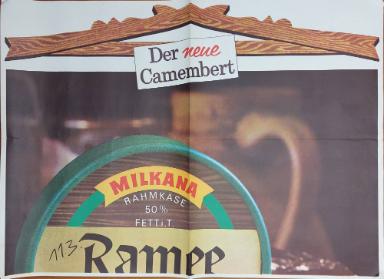 Der neue
Camembert
MILKANA
RAHMKÄSE
50%
FETT i.T.
113.
Ramee